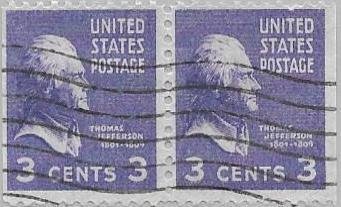 UNITED
STATES
POSTAGE
THOMAS
JEFFERSON
1801-1809
3 CENTS 3
UNITED
STATES
POSTAGE
THOMAS
JEFFERSON
1801-1809
3 CENTS 3